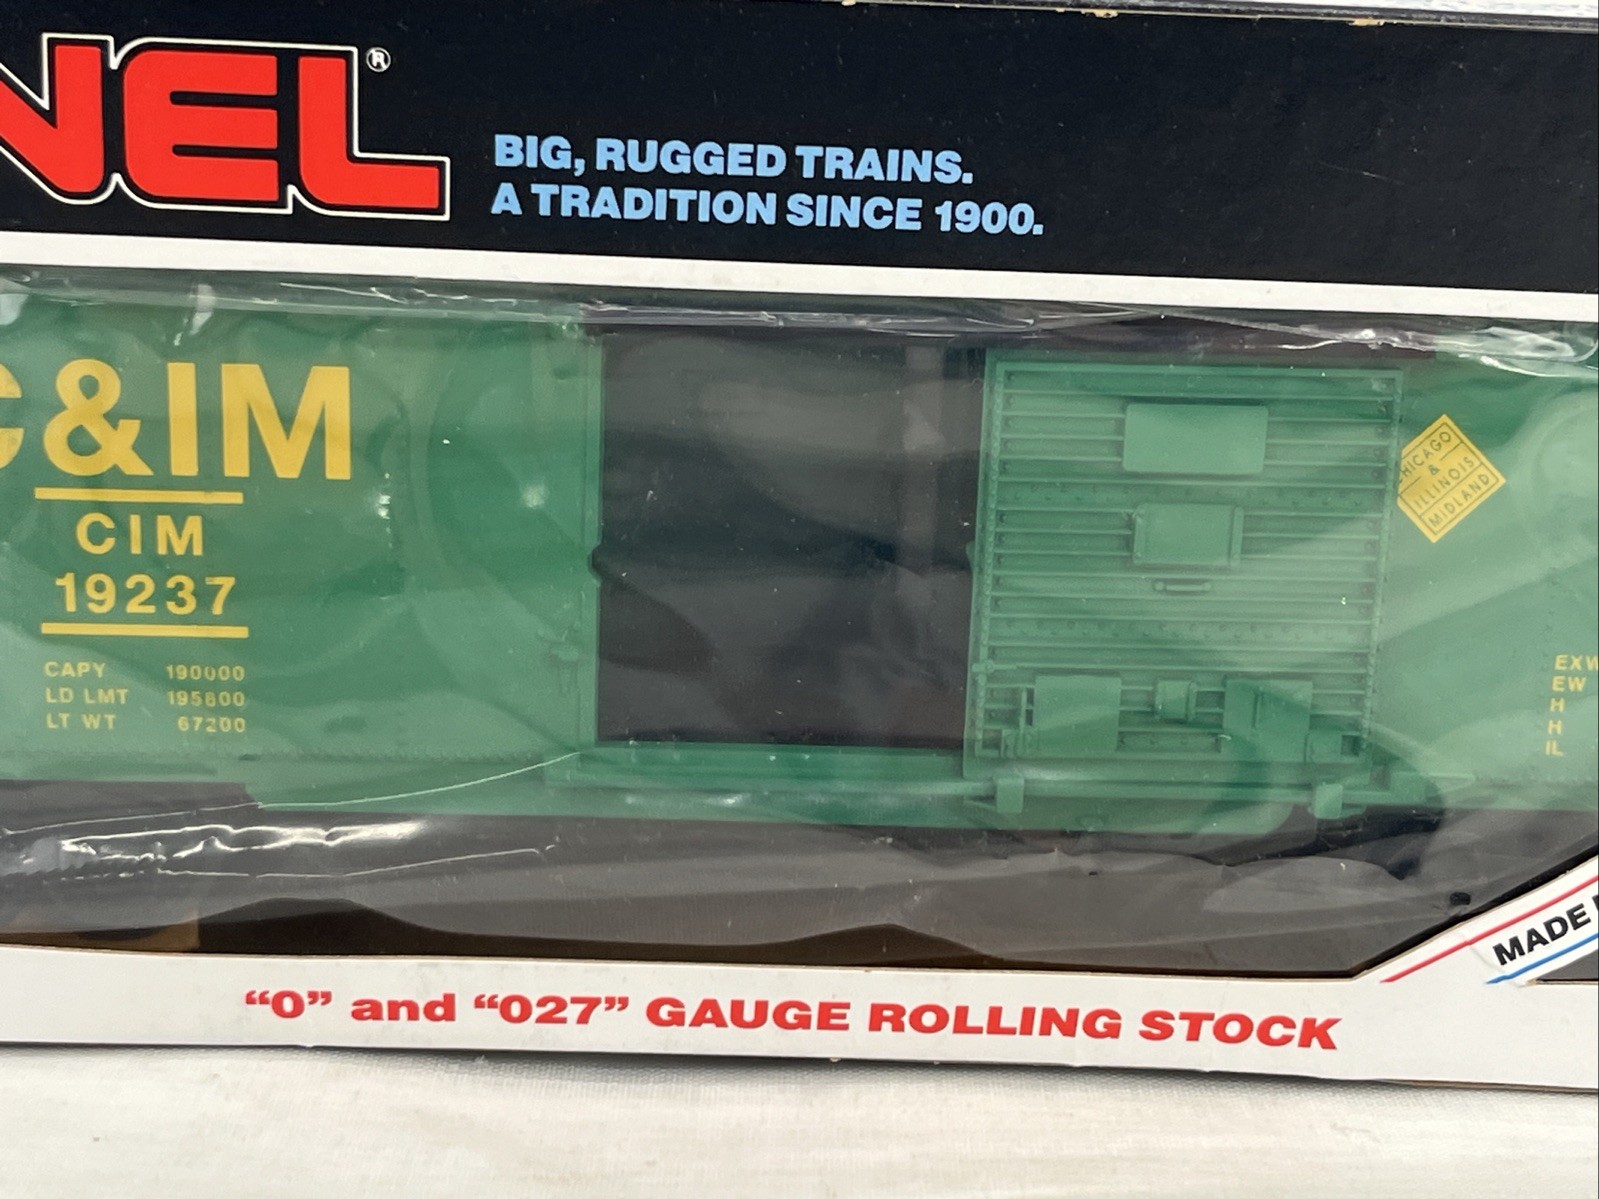 NEL®
BIG, RUGGED TRAINS.
A TRADITION SINCE 1900.
C&IM
CIM
19237
CAPY 190000
LD LMT 195800
LT WT 67200
CHICAGO
&
ILLINOIS
MIDLAND
EXW
EW
H
H
IL
MADE
"O" and "027" GAUGE ROLLING STOCK